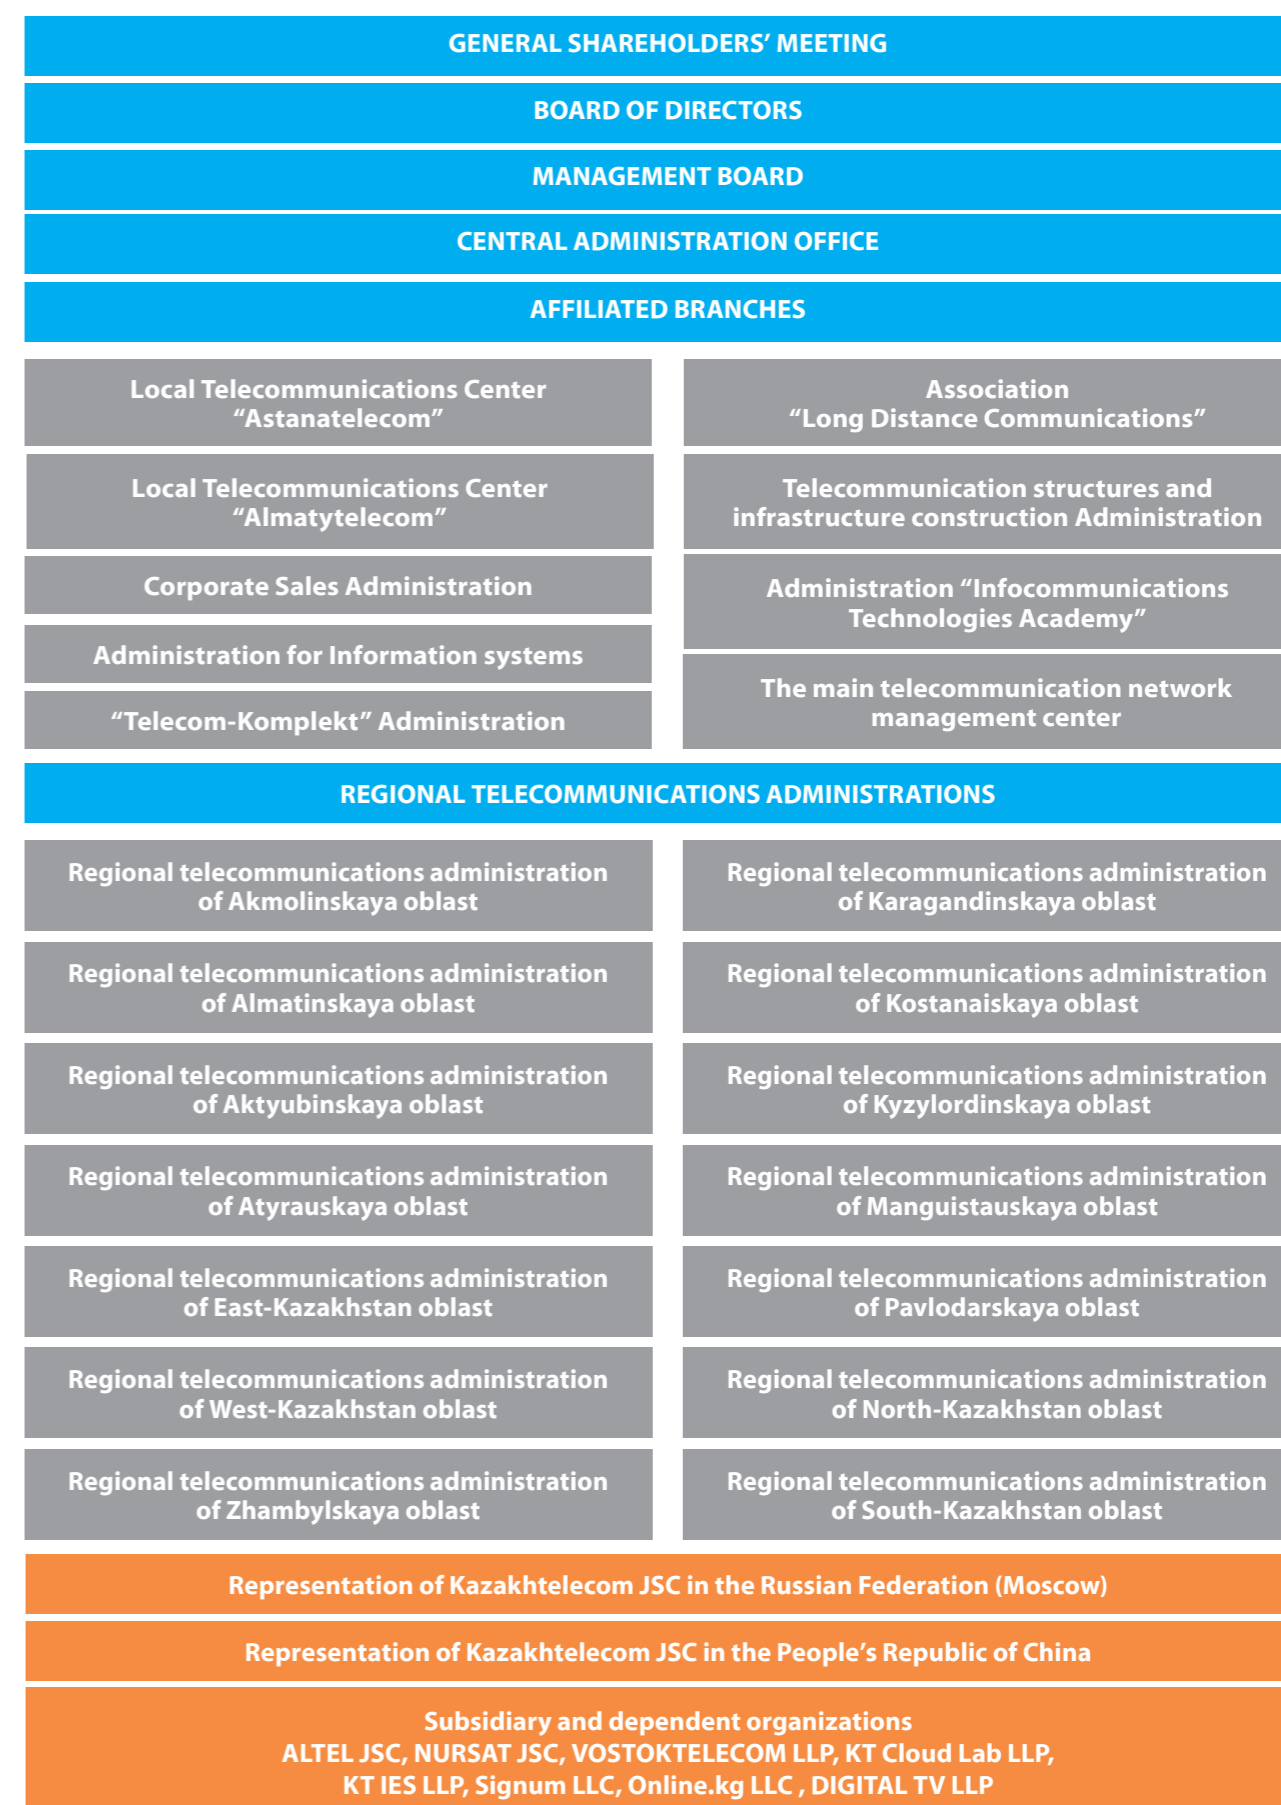 GENERAL SHAREHOLDERS’ MEETING
BOARD OF DIRECTORS
MANAGEMENT BOARD
CENTRAL ADMINISTRATION OFFICE
AFFILIATED BRANCHES
Local Telecommunications Center
“Astanatelecom”
Local Telecommunications Center
“Almatytelecom”
Corporate Sales Administration
Administration for Information systems
“Telecom-Komplekt” Administration
Association
“Long Distance Communications”
Telecommunication structures and
infrastructure construction Administration
Administration “Infocommunications
Technologies Academy”
The main telecommunication network
management center
REGIONAL TELECOMMUNICATIONS ADMINISTRATIONS
Regional telecommunications administration
of Akmolinskaya oblast
Regional telecommunications administration
of Almatinskaya oblast
Regional telecommunications administration
of Aktyubinskaya oblast
Regional telecommunications administration
of Atyrauskaya oblast
Regional telecommunications administration
of East-Kazakhstan oblast
Regional telecommunications administration
of West-Kazakhstan oblast
Regional telecommunications administration
of Zhambylskaya oblast
Regional telecommunications administration
of Karagandinskaya oblast
Regional telecommunications administration
of Kostanaiskaya oblast
Regional telecommunications administration
of Kyzylordinskaya oblast
Regional telecommunications administration
of Manguistauskaya oblast
Regional telecommunications administration
of Pavlodarskaya oblast
Regional telecommunications administration
of North-Kazakhstan oblast
Regional telecommunications administration
of South-Kazakhstan oblast
Representation of Kazakhtelecom JSC in the Russian Federation (Moscow)
Representation of Kazakhtelecom JSC in the People’s Republic of China
Subsidiary and dependent organizations
ALTEL JSC, NURSAT JSC, VOSTOKTELECOM LLP, KT Cloud Lab LLP,
KT IES LLP, Signum LLC, Online.kg LLC , DIGITAL TV LLP